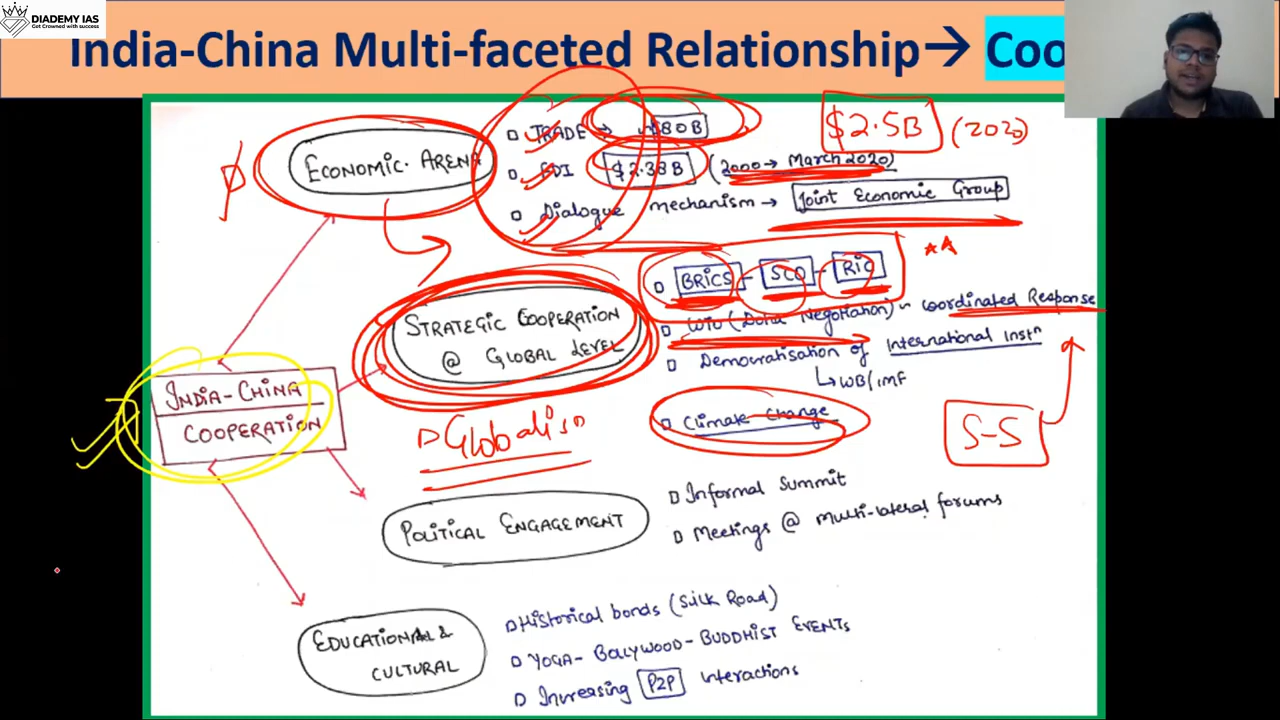 DIADEMY IAS
Get Crowned with success
India-China Multi-faceted Relationship→ Coo
ECONOMIC ARENA
TRADE → $80B
$2.5B (2020)
FDI $2.38B (2000→ March 2020)
Dialogue mechanism → Joint Economic Group
BRICS - SCO - RIC
STRATEGIC COOPERATION
@ GLOBAL LEVEL
WTO (Doha Negotiation) ~ Coordinated Response
Democratisation of International Instⁿ
↳ WB/IMF
INDIA-CHINA
COOPERATION
Climate Change
S-S
POLITICAL ENGAGEMENT
Informal Summit
Meetings @ multi-lateral forums
EDUCATIONAL &
CULTURAL
Historical bonds (Silk Road)
YOGA- BOLLYWOOD- BUDDHIST EVENTS
Increasing P2P interactions